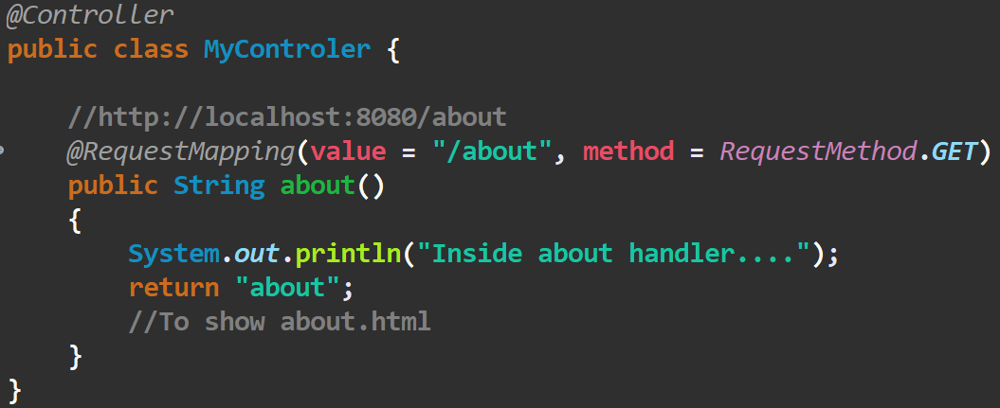 @Controller
public class MyControler {
//http://localhost:8080/about
@RequestMapping(value = "/about", method = RequestMethod.GET)
public String about()
{
System.out.println("Inside about handler....");
return "about";
//To show about.html
}
}